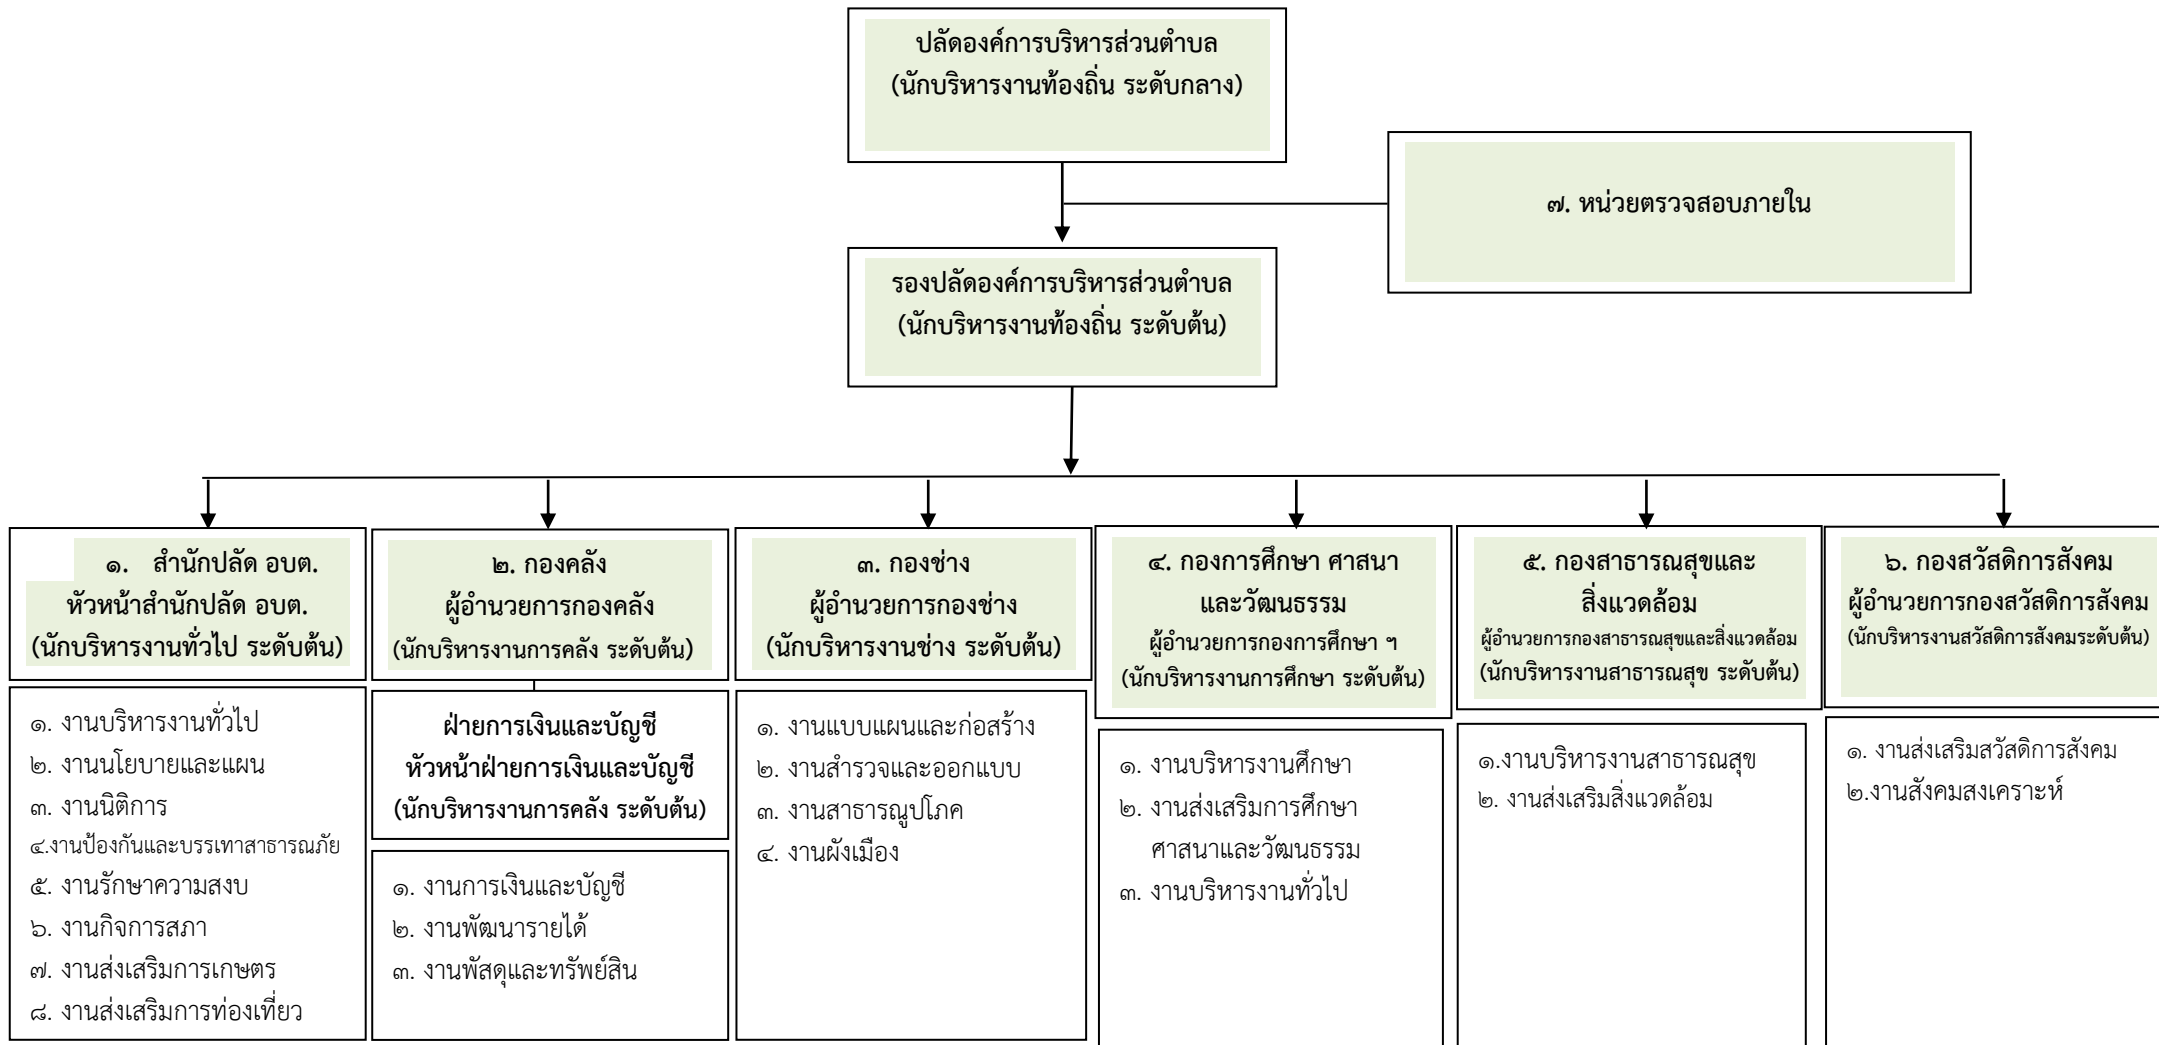 ปลัดองค์การบริหารส่วนตำบล
(นักบริหารงานท้องถิ่น ระดับกลาง)
๗. หน่วยตรวจสอบภายใน
รองปลัดองค์การบริหารส่วนตำบล
(นักบริหารงานท้องถิ่น ระดับต้น)
๑. สำนักปลัด อบต.
หัวหน้าสำนักปลัด อบต.
(นักบริหารงานทั่วไป ระดับต้น)
๑. งานบริหารงานทั่วไป
๒. งานนโยบายและแผน
๓. งานนิติการ
๔.งานป้องกันและบรรเทาสาธารณภัย
๕. งานรักษาความสงบ
๖. งานกิจการสภา
๗. งานส่งเสริมการเกษตร
๘. งานส่งเสริมการท่องเที่ยว
๒. กองคลัง
ผู้อำนวยการกองคลัง
(นักบริหารงานการคลัง ระดับต้น)
ฝ่ายการเงินและบัญชี
หัวหน้าฝ่ายการเงินและบัญชี
(นักบริหารงานการคลัง ระดับต้น)
๑. งานการเงินและบัญชี
๒. งานพัฒนารายได้
๓. งานพัสดุและทรัพย์สิน
๓. กองช่าง
ผู้อำนวยการกองช่าง
(นักบริหารงานช่าง ระดับต้น)
๑. งานแบบแผนและก่อสร้าง
๒. งานสำรวจและออกแบบ
๓. งานสาธารณูปโภค
๔. งานผังเมือง
๔. กองการศึกษา ศาสนา
และวัฒนธรรม
ผู้อำนวยการกองการศึกษา ฯ
(นักบริหารงานการศึกษา ระดับต้น)
๑. งานบริหารงานศึกษา
๒. งานส่งเสริมการศึกษา
ศาสนาและวัฒนธรรม
๓. งานบริหารงานทั่วไป
๕. กองสาธารณสุขและ
สิ่งแวดล้อม
ผู้อำนวยการกองสาธารณสุขและสิ่งแวดล้อม
(นักบริหารงานสาธารณสุข ระดับต้น)
๑.งานบริหารงานสาธารณสุข
๒. งานส่งเสริมสิ่งแวดล้อม
๖. กองสวัสดิการสังคม
ผู้อำนวยการกองสวัสดิการสังคม
(นักบริหารงานสวัสดิการสังคมระดับต้น)
๑. งานส่งเสริมสวัสดิการสังคม
๒.งานสังคมสงเคราะห์